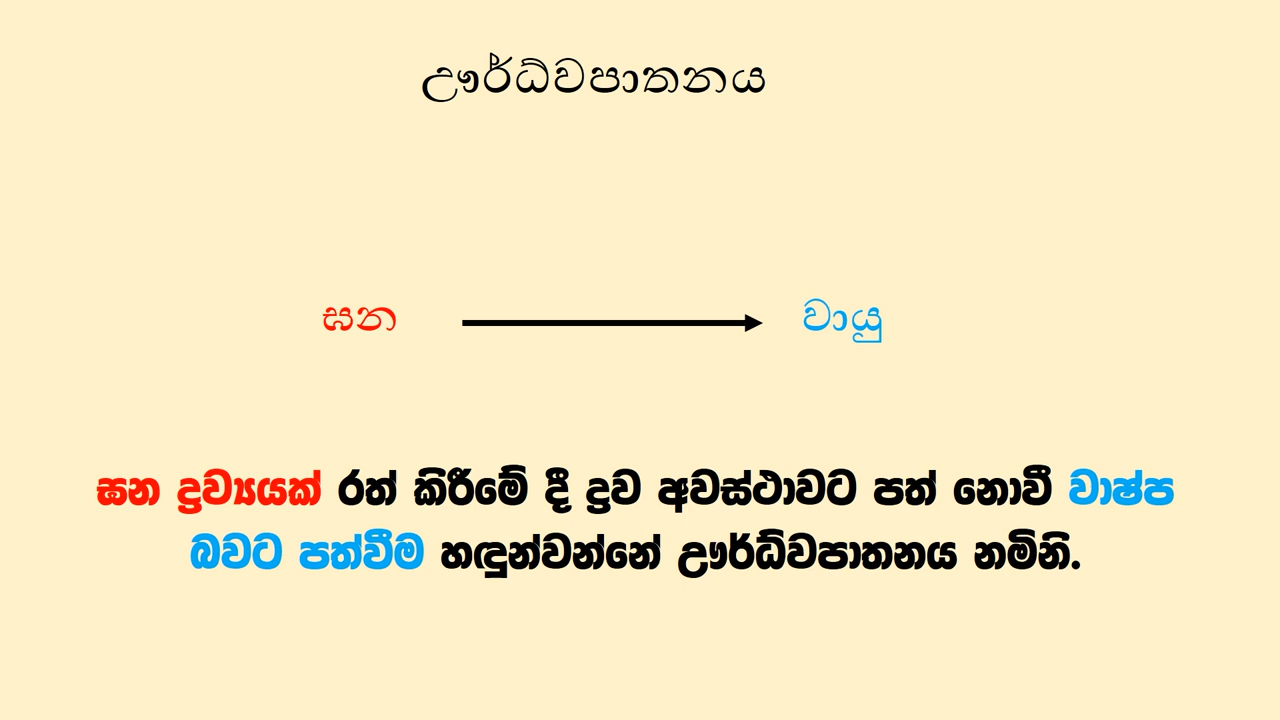 ඌර්ධ්වපාතනය
ඝන වායු
ඝන ද්‍රව්‍යයක් රත් කිරීමේ දී ද්‍රව අවස්ථාවට පත් නොවී වාෂ්ප
බවට පත්වීම හඳුන්වන්නේ ඌර්ධ්වපාතනය නමිනි.